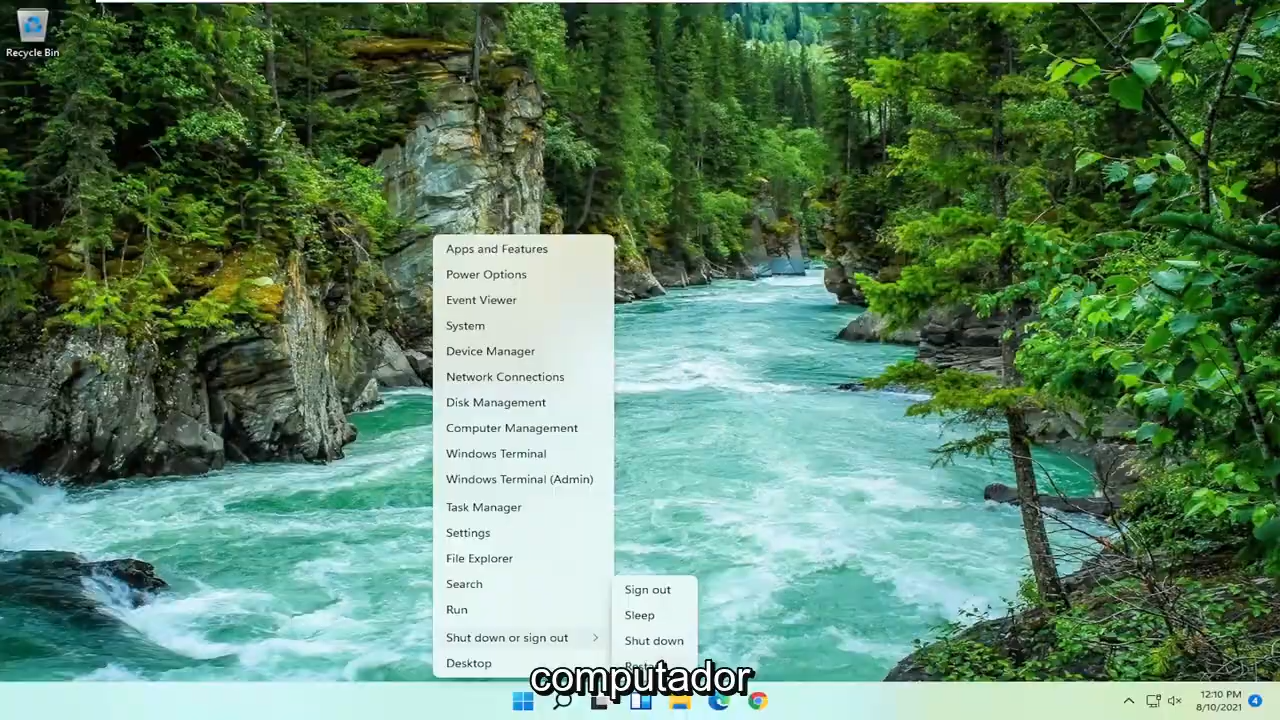 Recycle Bin
Apps and Features
Power Options
Event Viewer
System
Device Manager
Network Connections
Disk Management
Computer Management
Windows Terminal
Windows Terminal (Admin)
Task Manager
Settings
File Explorer
Search
Run
Shut down or sign out
Desktop
Sign out
Sleep
Shut down
computador
12:10 PM
8/10/2021
4